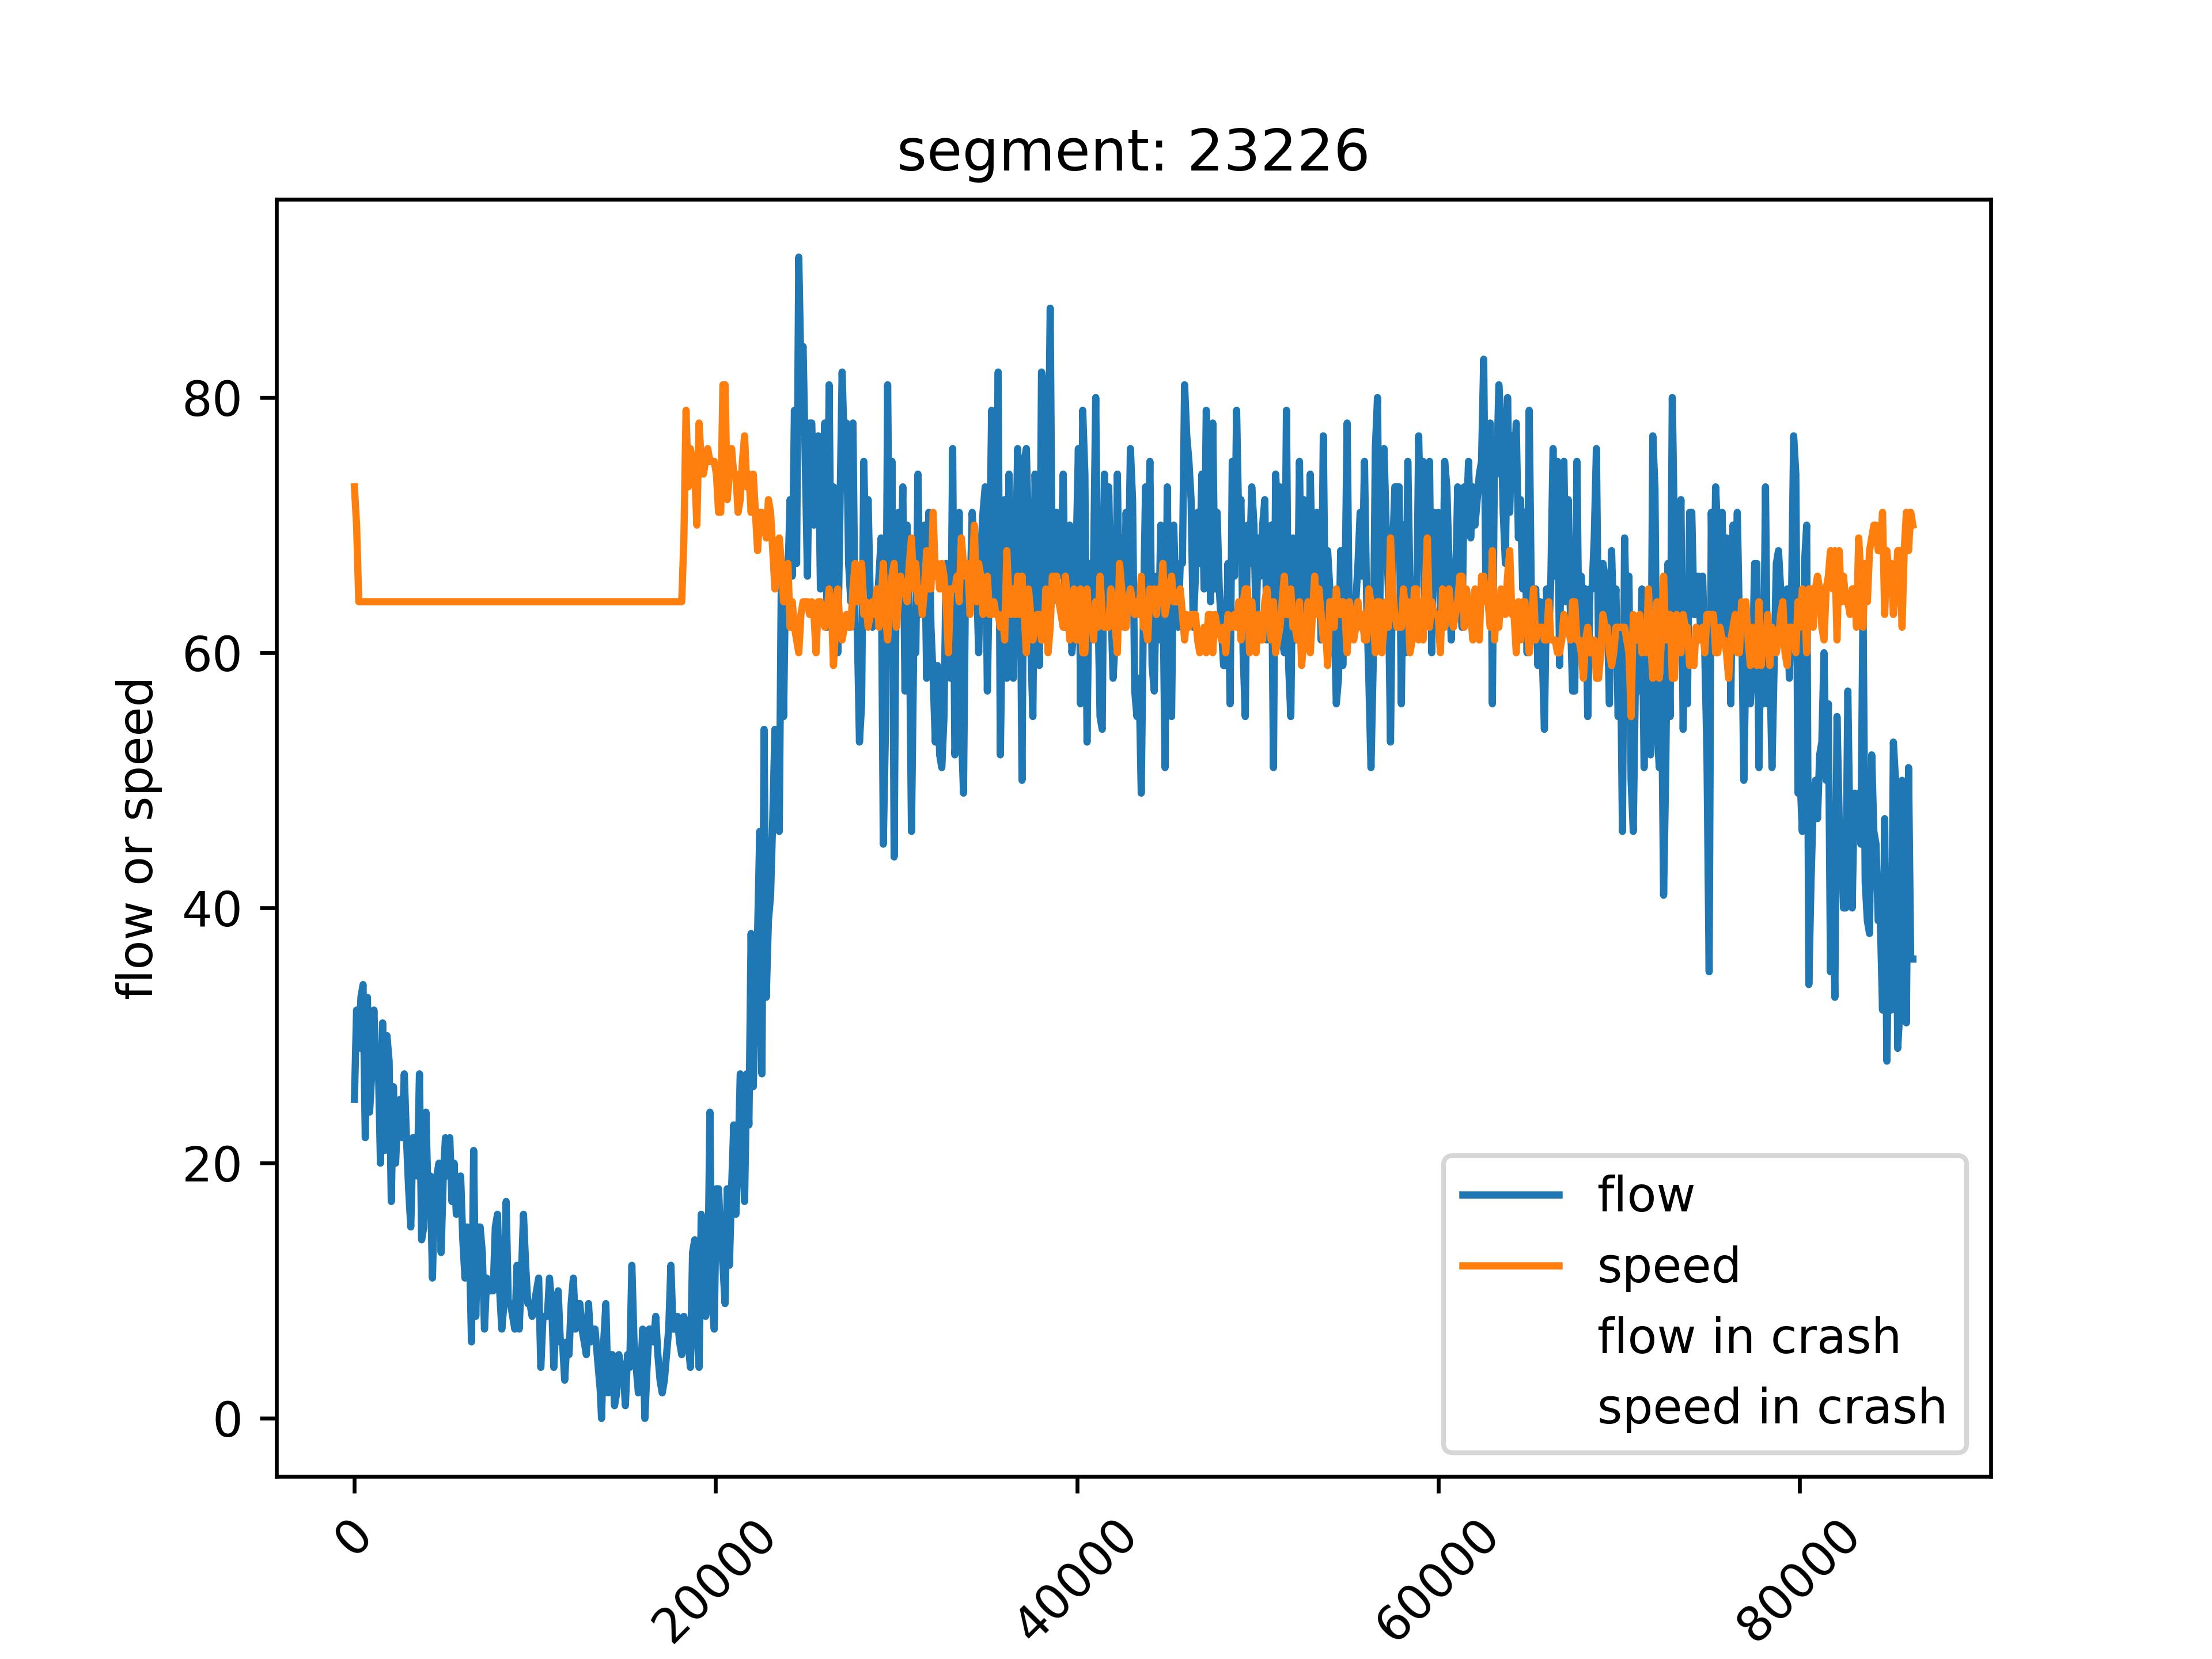 segment: 23226
flow or speed
80
60
40
20
0
0
20000
40000
60000
80000
flow
speed
flow in crash
speed in crash